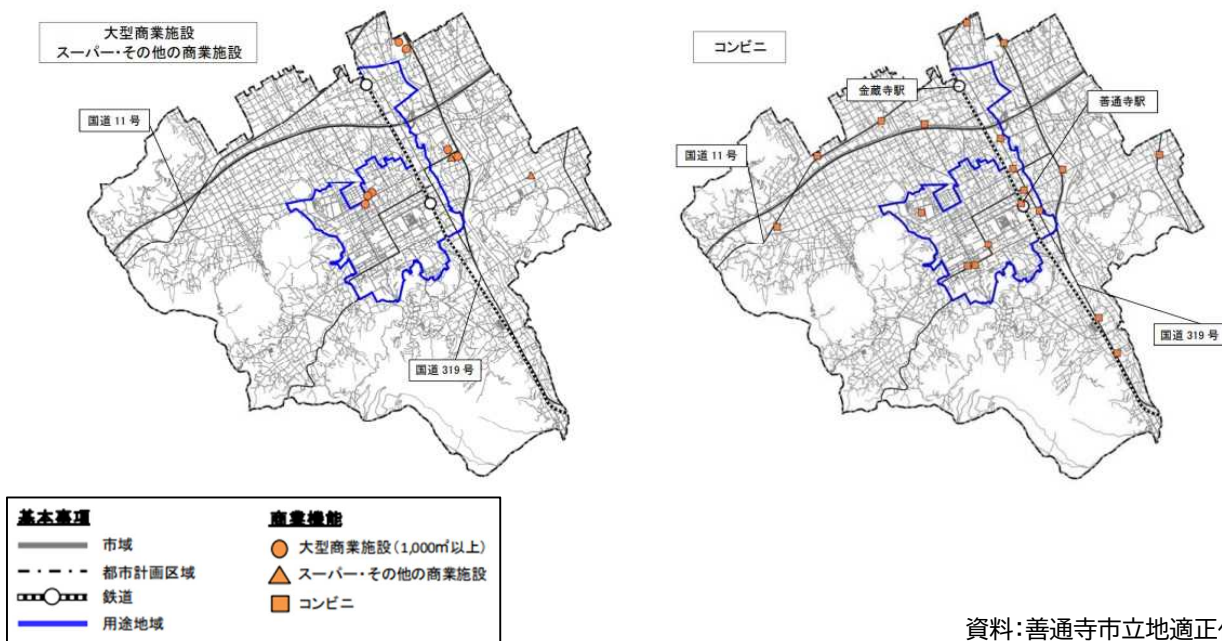 大型商業施設
スーパー・その他の商業施設
国道 11 号
国道 319 号
コンビニ
金蔵寺駅
善通寺駅
国道 11 号
国道 319 号
基本事項
市域
都市計画区域
鉄道
用途地域
商業機能
大型商業施設(1,000㎡以上)
スーパー・その他の商業施設
コンビニ
資料:善通寺市立地適正